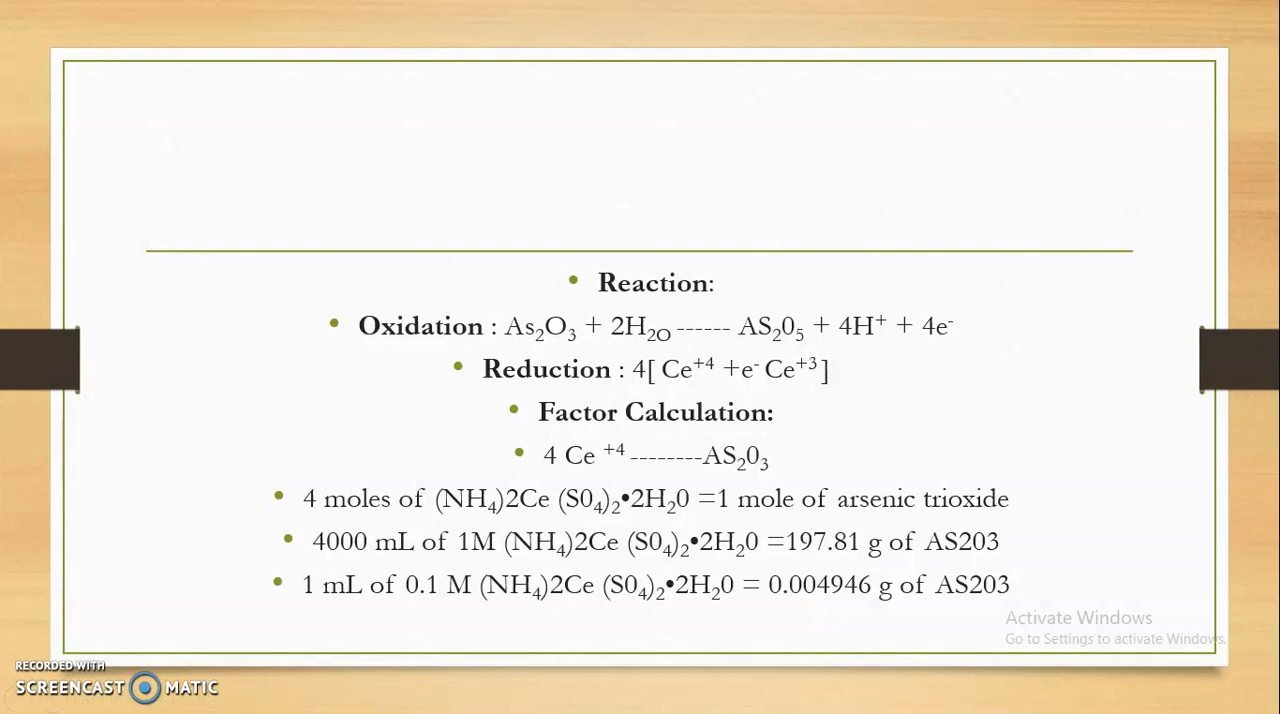 Reaction:
Oxidation : As₂O₃ + 2H₂O ------ AS₂0₅ + 4H⁺ + 4e⁻
Reduction : 4[ Ce⁺⁴ +e⁻ Ce⁺³ ]
Factor Calculation:
4 Ce ⁺⁴ --------AS₂0₃
4 moles of (NH₄)2Ce (S0₄)₂•2H₂0 =1 mole of arsenic trioxide
4000 mL of 1M (NH₄)2Ce (S0₄)₂•2H₂0 =197.81 g of AS203
1 mL of 0.1 M (NH₄)2Ce (S0₄)₂•2H₂0 = 0.004946 g of AS203
Activate Windows
Go to Settings to activate Windows.
RECORDED WITH
SCREENCAST MATIC